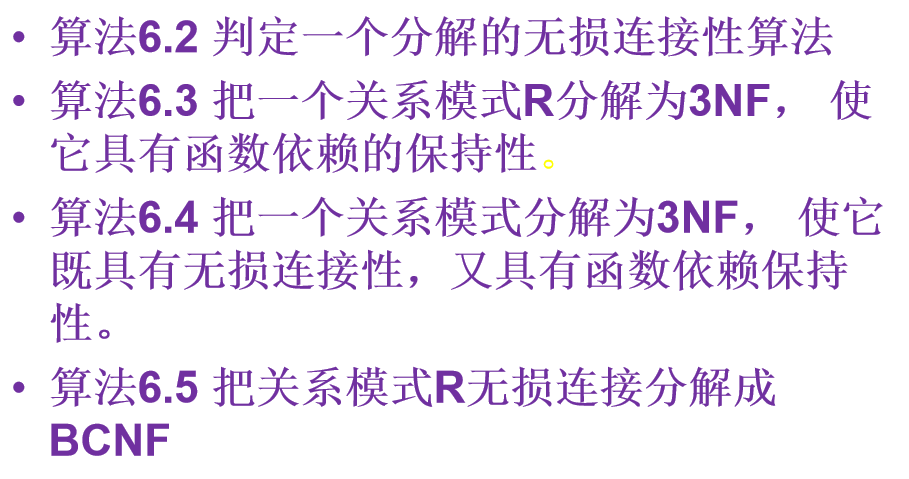 • 算法6.2 判定一个分解的无损连接性算法
• 算法6.3 把一个关系模式R分解为3NF， 使
它具有函数依赖的保持性。
• 算法6.4 把一个关系模式分解为3NF， 使它
既具有无损连接性，又具有函数依赖保持
性。
• 算法6.5 把关系模式R无损连接分解成
BCNF